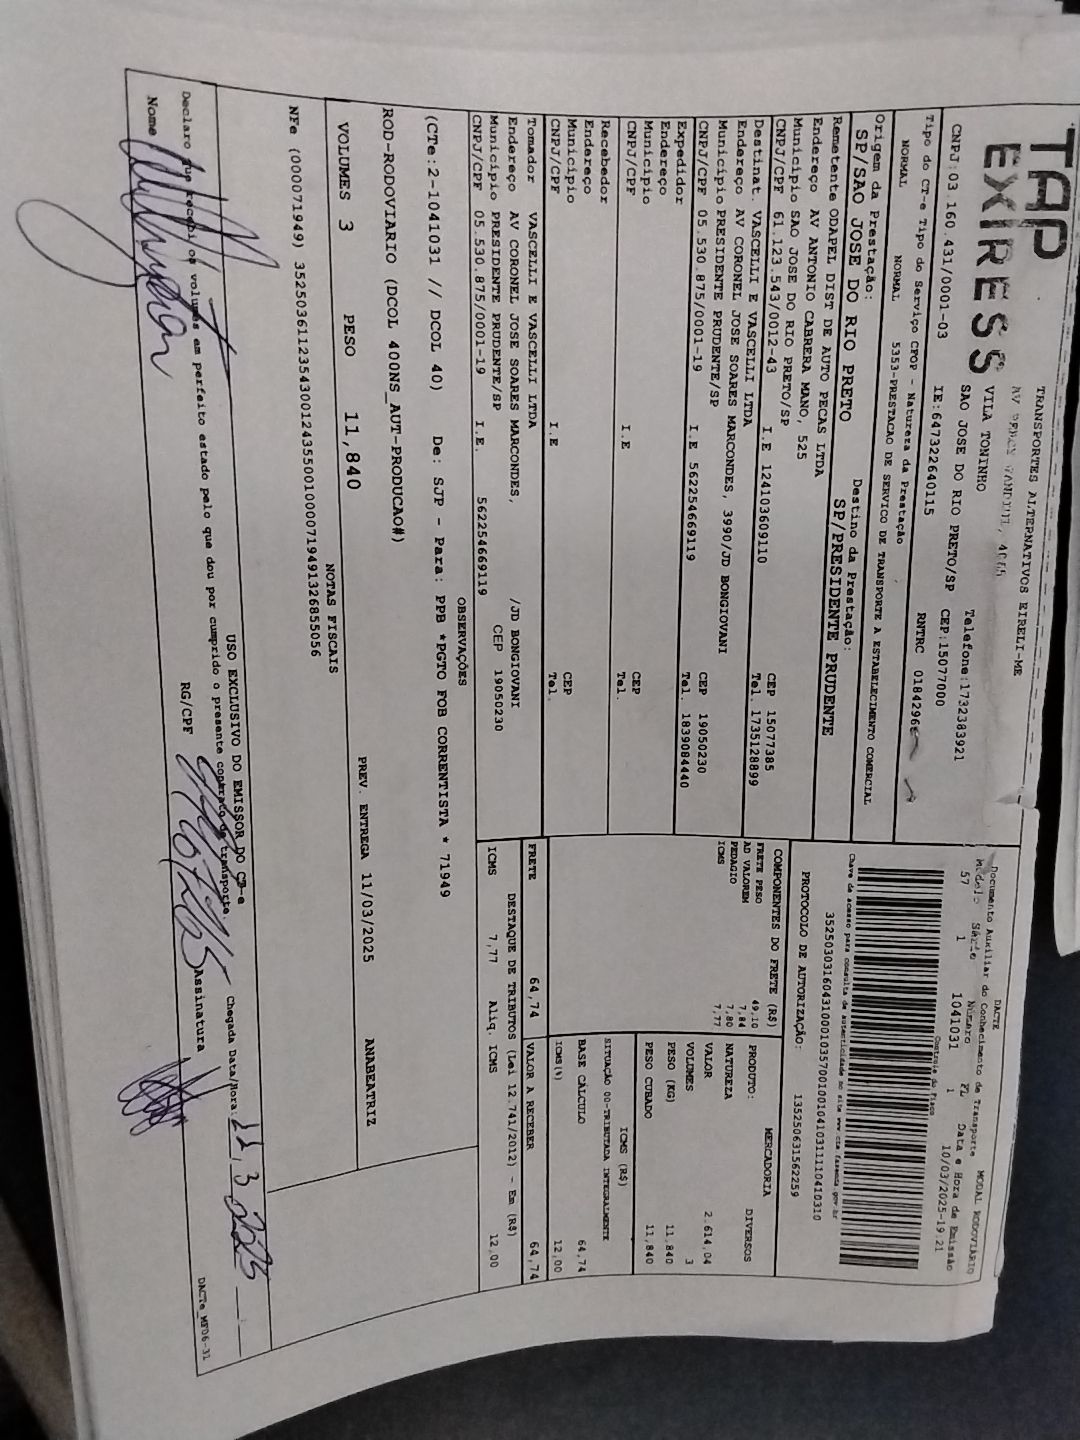 TAP
EXPRESS
TRANSPORTES ALTERNATIVOS EIRELI-ME
VILA TONINHO
SAO JOSE DO RIO PRETO/SP
CNPJ:03.160.431/0001-03
IE:647322640115
Telefone:1732383921
CEP:15077000
RNTRC 01842966
DACTE
Documento Auxiliar do Conhecimento de Transporte
MODAL RODOVIÁRIO
Modelo Série Número FL Data e Hora de Emissão
57 1 1041031 1 10/03/2025-19:21
Controle do Fisco
Tipo do CT-e Tipo do Serviço CFOP - Natureza da Prestação
NORMAL NORMAL 5353-PRESTACAO DE SERVICO DE TRANSPORTE A ESTABELECIMENTO COMERCIAL
Origem da Prestação:
SP/SAO JOSE DO RIO PRETO
Destino da Prestação:
SP/PRESIDENTE PRUDENTE
Remetente ODAPEL DIST DE AUTO PECAS LTDA
Endereço AV ANTONIO CABRERA MANO, 525
Município SAO JOSE DO RIO PRETO/SP CEP 15077385
CNPJ/CPF 61.123.543/0012-43 I.E 124103609110 Tel. 1735128899
Destinat. VASCELLI E VASCELLI LTDA
Endereço AV CORONEL JOSE SOARES MARCONDES, 3990/JD BONGIOVANI
Município PRESIDENTE PRUDENTE/SP CEP 19050230
CNPJ/CPF 05.530.875/0001-19 I.E 562254669119 Tel. 1839084440
Expedidor
Endereço
Município CEP
CNPJ/CPF I.E Tel.
Recebedor
Endereço
Município CEP
CNPJ/CPF I.E Tel.
Tomador VASCELLI E VASCELLI LTDA
Endereço AV CORONEL JOSE SOARES MARCONDES, /JD BONGIOVANI
Município PRESIDENTE PRUDENTE/SP CEP 19050230
CNPJ/CPF 05.530.875/0001-19 I.E. 562254669119
PROTOCOLO DE AUTORIZAÇÃO: 135250631562259
COMPONENTES DO FRETE (R$)
FRETE PESO 49,10
AD VALOREM 7,84
PEDAGIO 7,80
ICMS 7,77
MERCADORIA
PRODUTO: DIVERSOS
NATUREZA
VALOR 2.614,04
VOLUMES 3
PESO (KG) 11,840
PESO CUBADO 11,840
ICMS (R$)
SITUAÇÃO 00-TRIBUTADA INTEGRALMENTE
BASE CÁLCULO 64,74
ICMS(%) 12,00
FRETE 64,74 VALOR A RECEBER 64,74
DESTAQUE DE TRIBUTOS (Lei 12.741/2012) - Em (R$)
ICMS 7,77 Aliq. ICMS 12,00
OBSERVAÇÕES
(CTe:2-1041031 // DCOL 40) De: SJP - Para: PPB *PGTO FOB CORRENTISTA * 71949
ROD-RODOVIARIO (DCOL 400NS_AUT-PRODUCAO#)
VOLUMES 3 PESO 11,840 PREV. ENTREGA 11/03/2025 ANABEATRIZ
NOTAS FISCAIS
NFe (000071949) 35250361123543001243550010000719491326855056
USO EXCLUSIVO DO EMISSOR DO CT-e
Declaro que recebi os volumes em perfeito estado pelo que dou por cumprido o presente contrato de transporte.
Chegada Data/Hora: 11, 3 2025
Nome RG/CPF Assinatura
DACTe_MF06-31